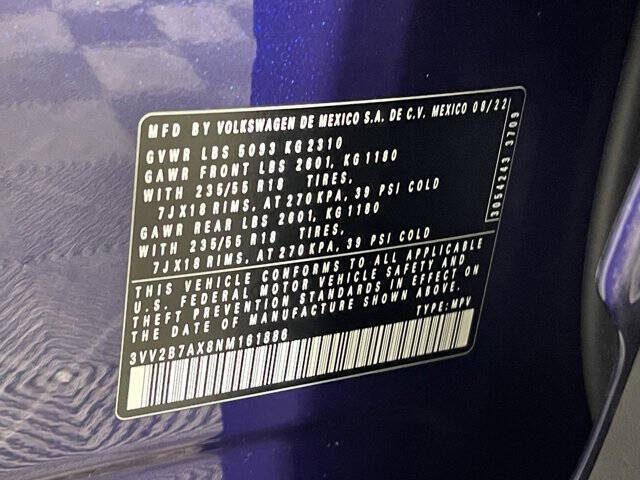 MFD BY VOLKSWAGEN DE MEXICO S.A. DE C.V. MEXICO 08/22
GVWR LBS 5093 KG 2310
GAWR FRONT LBS 2601, KG 1180
WITH 235/55 R18 TIRES,
7JX18 RIMS, AT 270 KPA, 39 PSI COLD
GAWR REAR LBS 2601, KG 1180
WITH 235/55 R18 TIRES,
7JX18 RIMS, AT 270 KPA, 39 PSI COLD
THIS VEHICLE CONFORMS TO ALL APPLICABLE
U.S. FEDERAL MOTOR VEHICLE SAFETY AND
THEFT PREVENTION STANDARDS IN EFFECT ON
DATE OF MANUFACTURE SHOWN ABOVE.
3VV2B7AX8NM161886 TYPE: MPV
3054243 3709